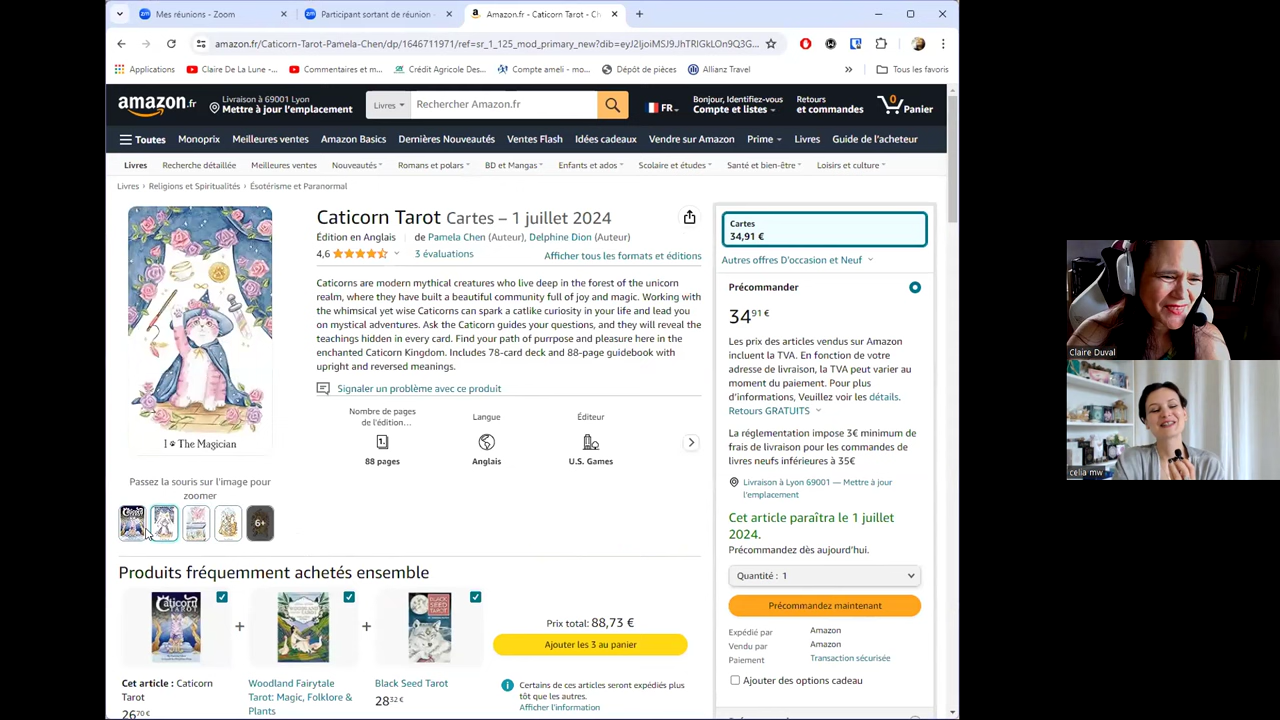 Mes réunions - Zoom
Participant sortant de réunion -
Amazon.fr - Caticorn Tarot - Ch
amazon.fr/Caticorn-Tarot-Pamela-Chen/dp/1646711971/ref=sr_1_125_mod_primary_new?dib=eyJ2IjoiMSJ9.JhTRlGkLOn9Q3G...
Applications
Claire De La Lune -...
Commentaires et m...
Crédit Agricole Des...
Compte ameli - mo...
Dépôt de pièces
Allianz Travel
»
Tous les favoris
amazon.fr
Livraison à 69001 Lyon
Mettre à jour l'emplacement
Livres
Rechercher Amazon.fr
FR
Bonjour, Identifiez-vous
Compte et listes
Retours
et commandes
0
Panier
Toutes
Monoprix
Meilleures ventes
Amazon Basics
Dernières Nouveautés
Ventes Flash
Idées cadeaux
Vendre sur Amazon
Prime
Livres
Guide de l'acheteur
Livres
Recherche détaillée
Meilleures ventes
Nouveautés
Romans et polars
BD et Mangas
Enfants et ados
Scolaire et études
Santé et bien-être
Loisirs et culture
Livres › Religions et Spiritualités › Ésotérisme et Paranormal
I The Magician
Passez la souris sur l'image pour
zoomer
6+
Caticorn Tarot Cartes – 1 juillet 2024
Édition en Anglais
de Pamela Chen (Auteur), Delphine Dion (Auteur)
4,6
3 évaluations
Afficher tous les formats et éditions
Caticorns are modern mythical creatures who live deep in the forest of the unicorn
realm, where they have built a beautiful community full of joy and magic. Working with
the whimsical yet wise Caticorns can spark a catlike curiosity in your life and lead you
on mystical adventures. Ask the Caticorn guides your questions, and they will reveal the
teachings hidden in every card. Find your path of purpose and pleasure here in the
enchanted Caticorn Kingdom. Includes 78-card deck and 88-page guidebook with
upright and reversed meanings.
Signaler un problème avec ce produit
Nombre de pages
de l'édition...
88 pages
Langue
Anglais
Éditeur
U.S. Games
Cartes
34,91 €
Autres offres D'occasion et Neuf
Précommander
34 91 €
Les prix des articles vendus sur Amazon
incluent la TVA. En fonction de votre
adresse de livraison, la TVA peut varier au
moment du paiement. Pour plus
d'informations, Veuillez voir les détails.
Retours GRATUITS
La réglementation impose 3€ minimum de
frais de livraison pour les commandes de
livres neufs inférieures à 35€
Livraison à Lyon 69001 — Mettre à jour
l'emplacement
Cet article paraîtra le 1 juillet
2024.
Précommandez dès aujourd'hui.
Quantité : 1
Précommandez maintenant
Expédié par Amazon
Vendu par Amazon
Paiement Transaction sécurisée
Ajouter des options cadeau
Produits fréquemment achetés ensemble
Caticorn
TAROT
+
+
BLACK
SEED TAROT
Prix total: 88,73 €
Ajouter les 3 au panier
Certains de ces articles seront expédiés plus
tôt que les autres.
Afficher l'information
Cet article : Caticorn
Tarot
26 70 €
Woodland Fairytale
Tarot: Magic, Folklore &
Plants
Black Seed Tarot
28 32 €
Claire Duval
celia mw